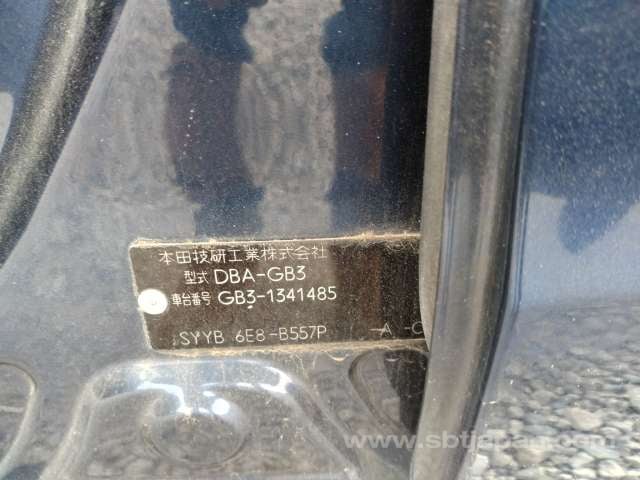 本田技研工業株式会社
型式 DBA-GB3
車台番号 GB3-1341485
SYYB 6E8-B557P -A -C
www.sbtjapan.com